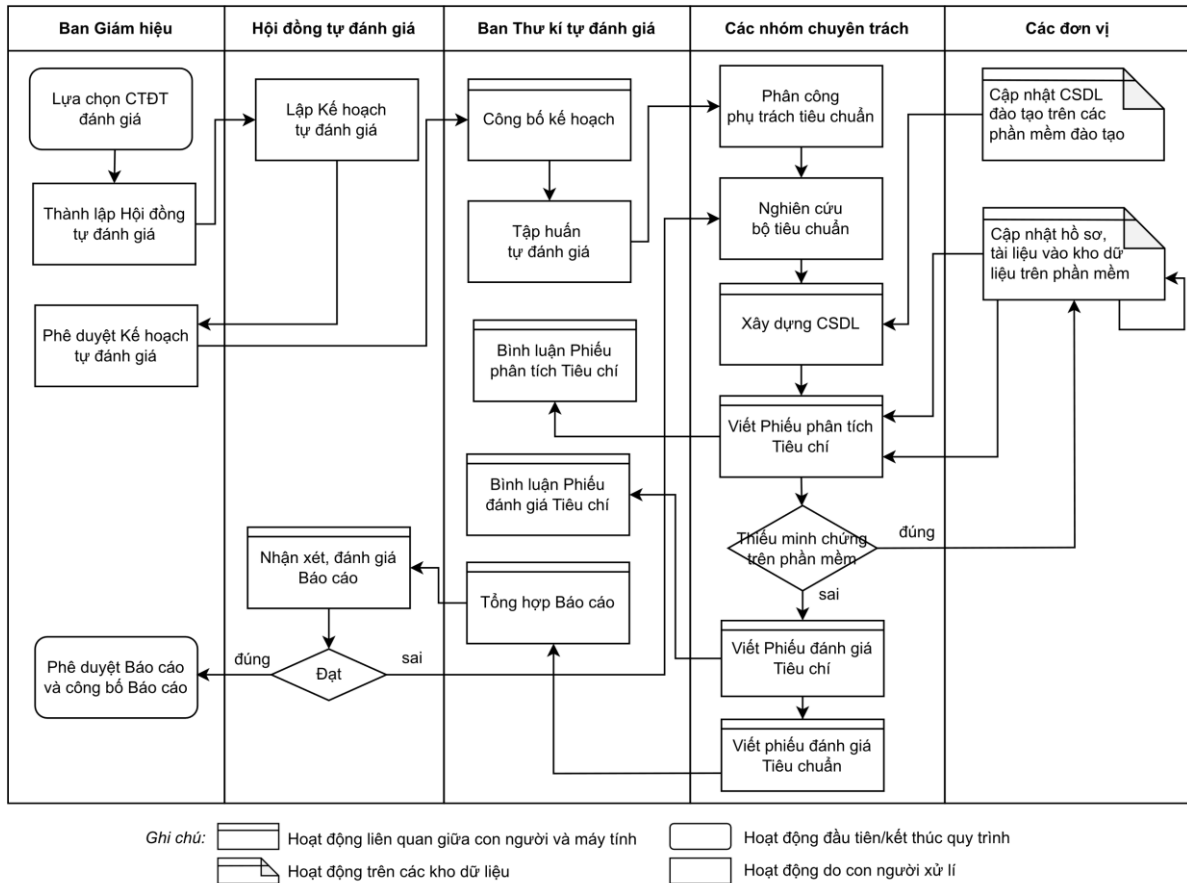 Ban Giám hiệu
Hội đồng tự đánh giá
Ban Thư kí tự đánh giá
Các nhóm chuyên trách
Các đơn vị
Lựa chọn CTĐT
đánh giá
Thành lập Hội đồng
tự đánh giá
Phê duyệt Kế hoạch
tự đánh giá
Phê duyệt Báo cáo
và công bố Báo cáo
Lập Kế hoạch
tự đánh giá
Nhận xét, đánh giá
Báo cáo
đúng
Đạt
sai
Công bố kế hoạch
Tập huấn
tự đánh giá
Bình luận Phiếu
phân tích Tiêu chí
Bình luận Phiếu
đánh giá Tiêu chí
Tổng hợp Báo cáo
Phân công
phụ trách tiêu chuẩn
Nghiên cứu
bộ tiêu chuẩn
Xây dựng CSDL
Viết Phiếu phân tích
Tiêu chí
Thiếu minh chứng
trên phần mềm
đúng
sai
Viết Phiếu đánh giá
Tiêu chí
Viết phiếu đánh giá
Tiêu chuẩn
Cập nhật CSDL
đào tạo trên các
phần mềm đào tạo
Cập nhật hồ sơ,
tài liệu vào kho dữ
liệu trên phần mềm
Ghi chú:
Hoạt động liên quan giữa con người và máy tính
Hoạt động đầu tiên/kết thúc quy trình
Hoạt động trên các kho dữ liệu
Hoạt động do con người xử lí